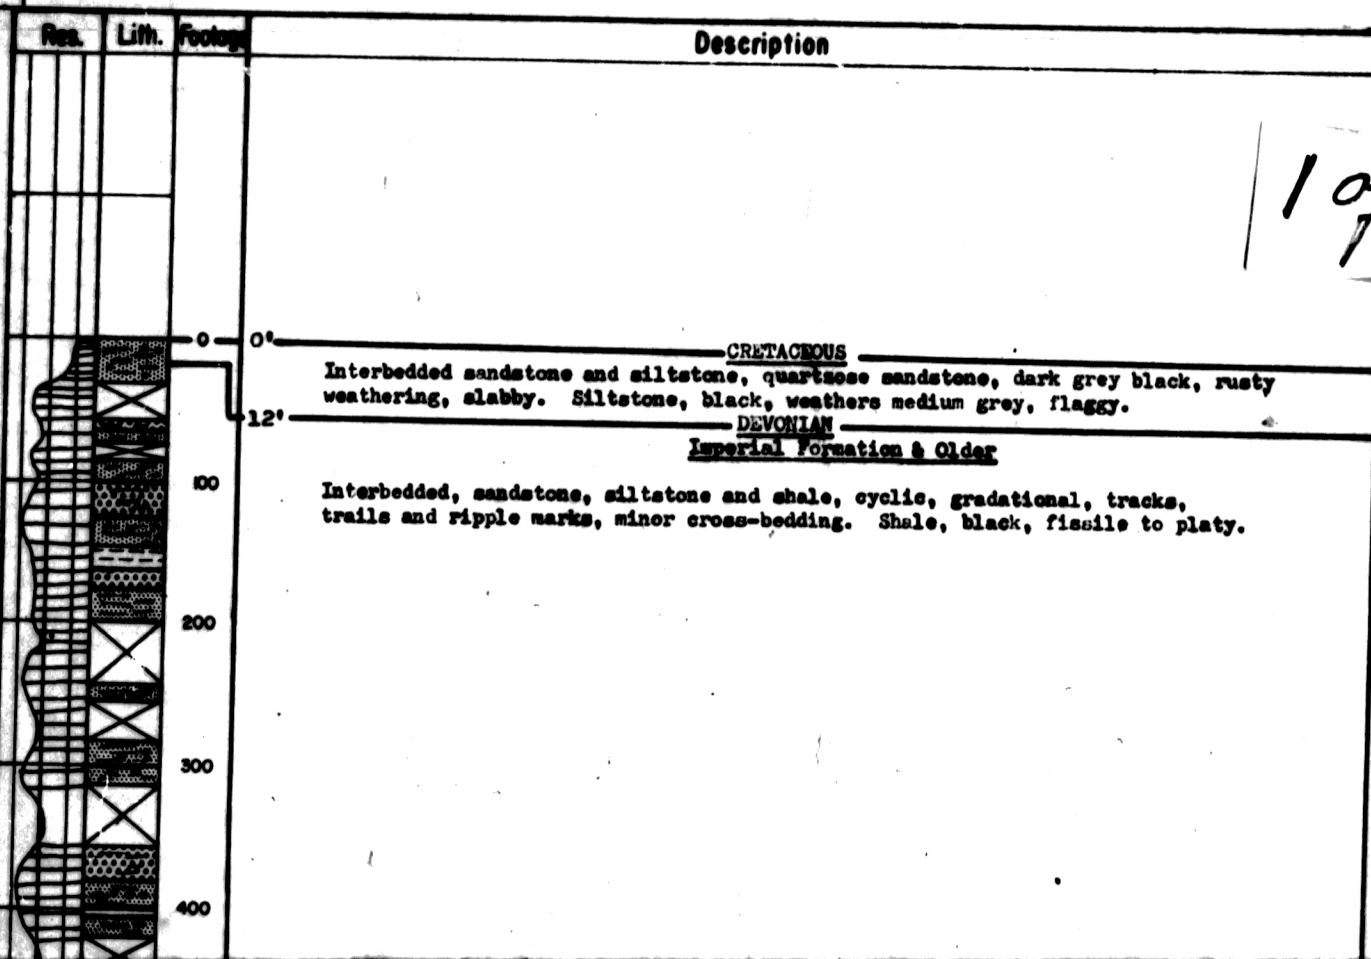 Res. Lith. Footage Description
0 0' CRETACEOUS
Interbedded sandstone and siltstone, quartzose sandstone, dark grey black, rusty
weathering, slabby. Siltstone, black, weathers medium grey, flaggy.
12' DEVONIAN
Imperial Formation & Older
100
Interbedded, sandstone, siltstone and shale, cyclic, gradational, tracks,
trails and ripple marks, minor cross-bedding. Shale, black, fissile to platy.
200
300
400